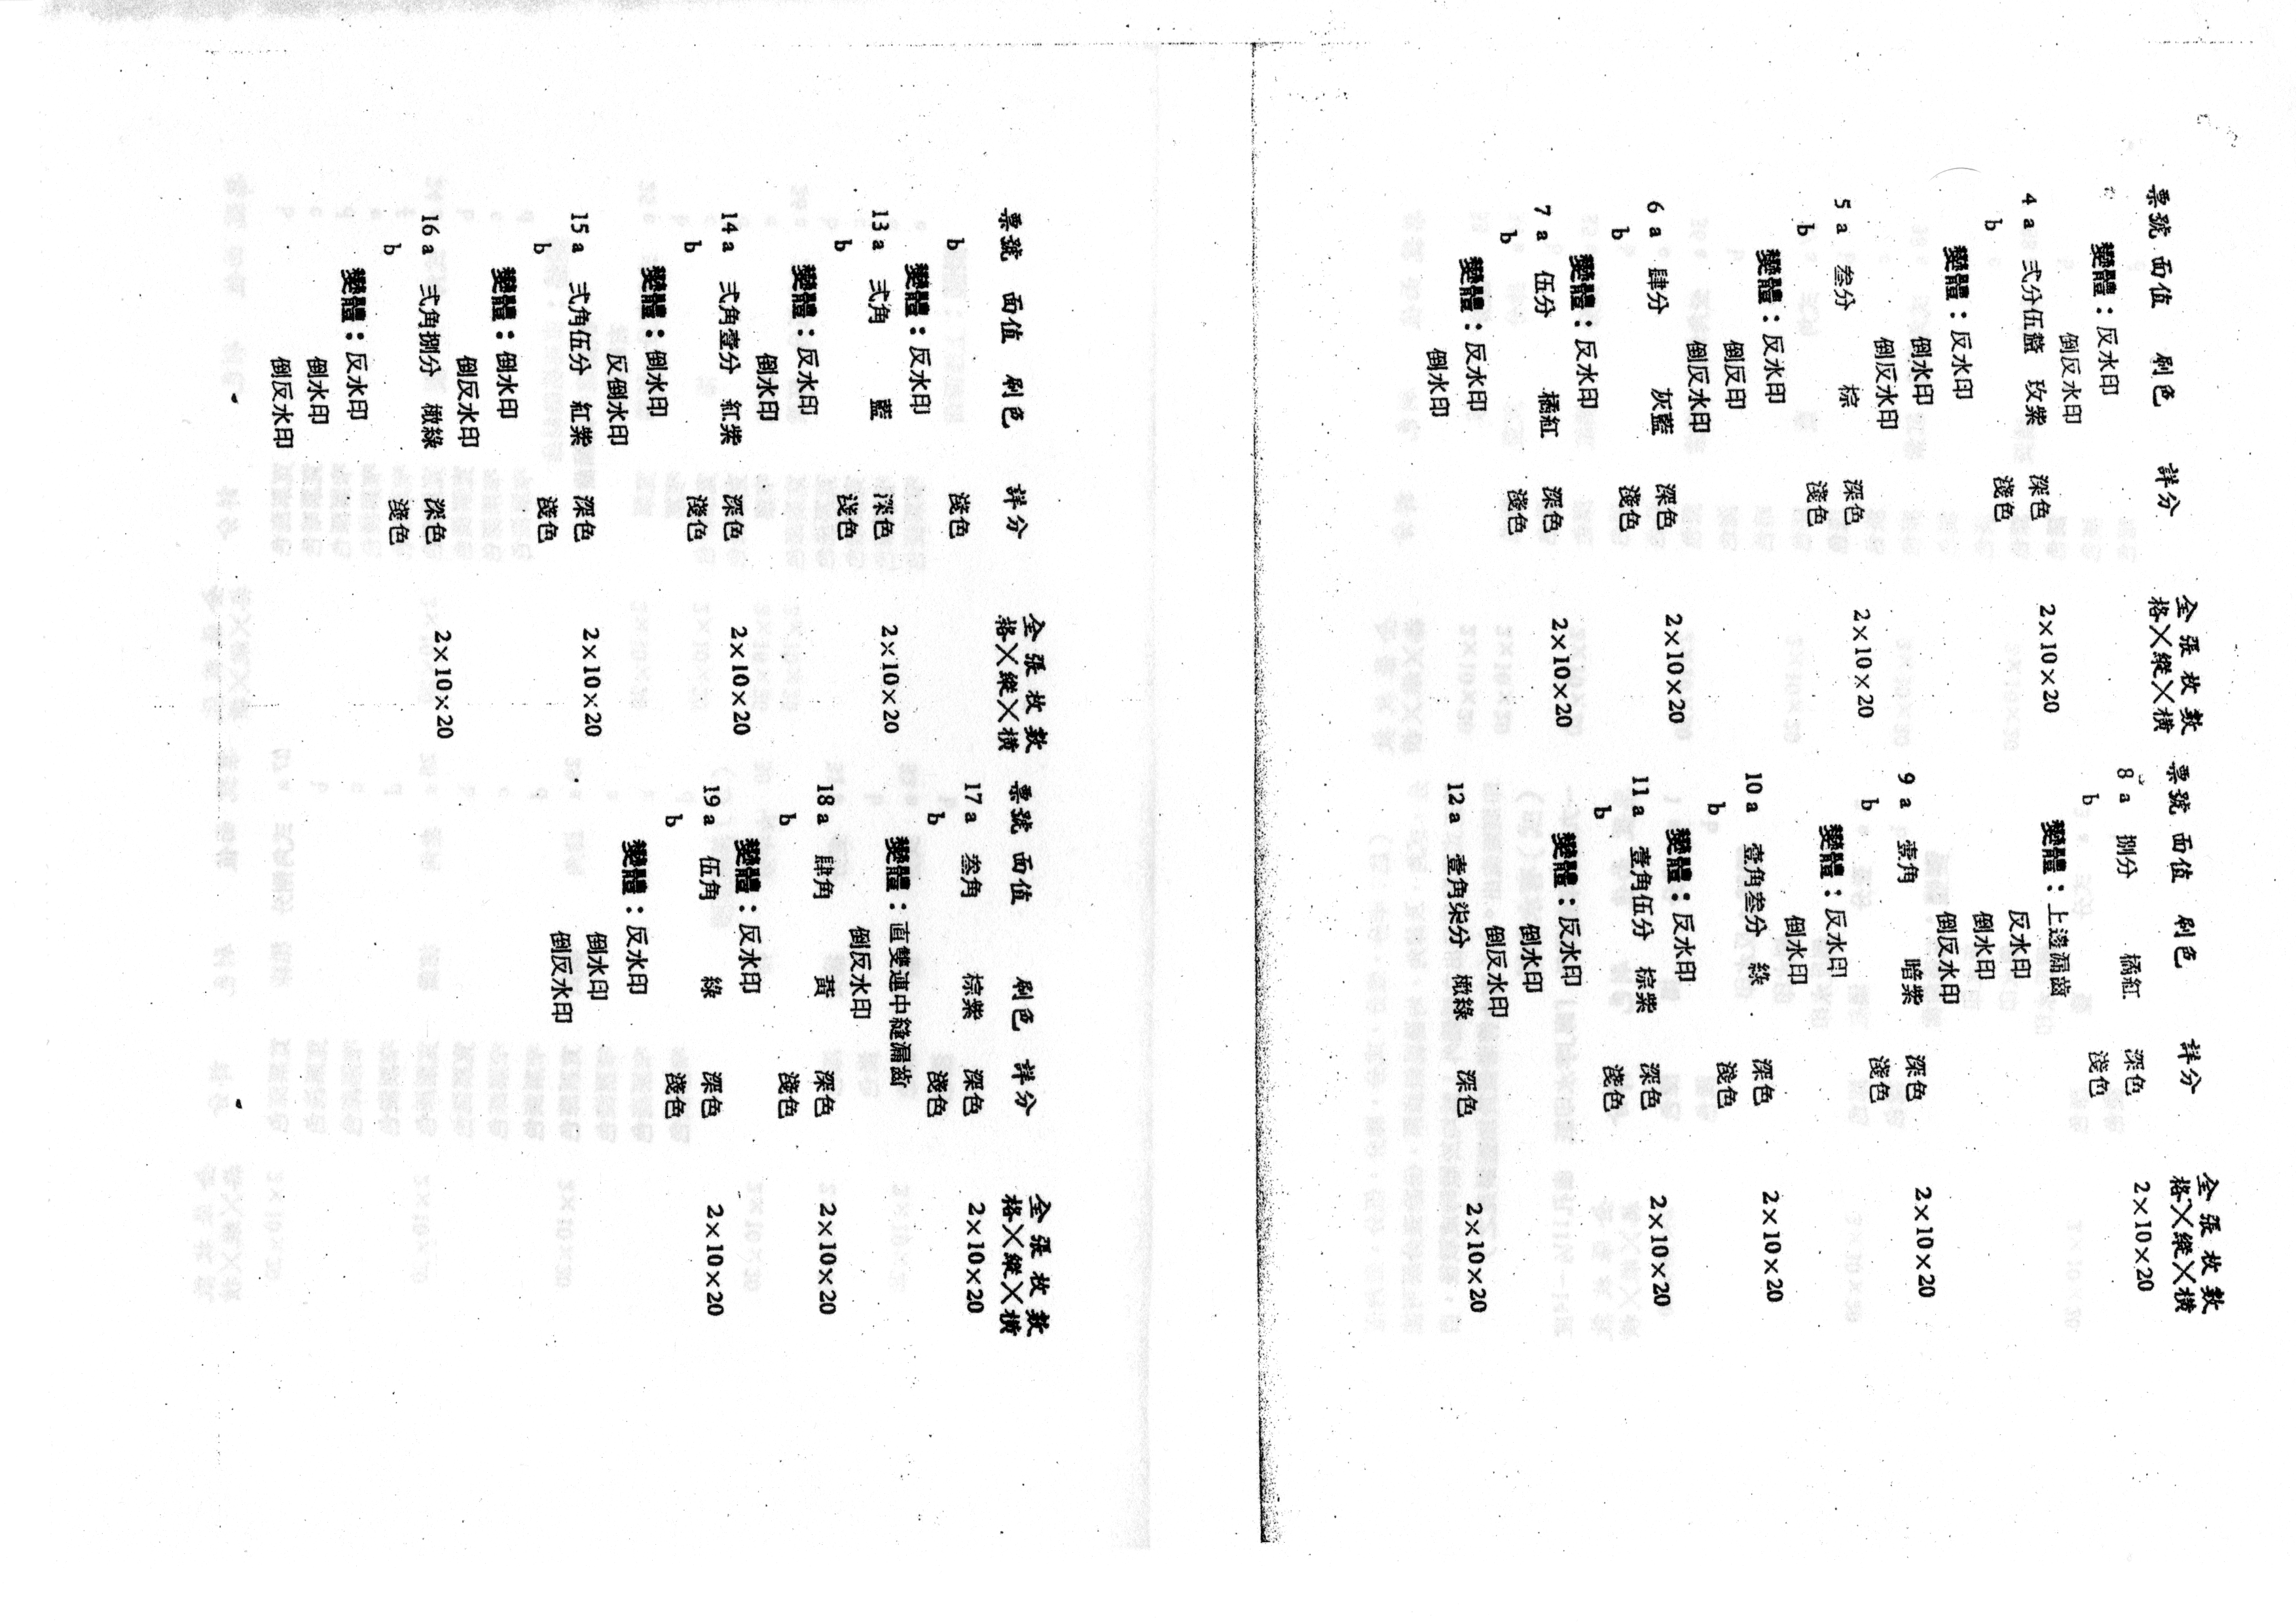 票號 面值 刷色 詳分 全張枚數
格×縱×橫
變體：反水印
倒反水印
4 a 弍分伍釐 玫紫 深色 2×10×20
b 淺色
變體：反水印
倒水印
倒反水印
5 a 叁分 棕 深色 2×10×20
b 淺色
變體：反水印
倒反印
倒反水印
6 a 肆分 灰藍 深色 2×10×20
b 淺色
變體：反水印
7 a 伍分 橘紅 深色 2×10×20
b 淺色
變體：反水印
倒水印
票號 面值 刷色 詳分 全張枚數
格×縱×橫
8 a 捌分 橘紅 深色 2×10×20
b 淺色
變體：上邊漏齒
反水印
倒水印
倒反水印
9 a 壹角 暗紫 深色 2×10×20
b 淺色
變體：反水印
倒水印
10 a 壹角叁分 綠 深色 2×10×20
b 淺色
變體：反水印
11 a 壹角伍分 棕紫 深色 2×10×20
b 淺色
變體：反水印
倒水印
倒反水印
12 a 壹角柒分 橄綠 深色 2×10×20
票號 面值 刷色 詳分 全張枚數
格×縱×橫
b 淺色
變體：反水印
13 a 弍角 藍 深色 2×10×20
b 淺色
變體：反水印
倒水印
14 a 弍角壹分 紅紫 深色 2×10×20
b 淺色
變體：倒水印
反倒水印
15 a 弍角伍分 紅紫 深色 2×10×20
b 淺色
變體：倒水印
倒反水印
16 a 弍角捌分 橄綠 深色 2×10×20
b 淺色
變體：反水印
倒水印
倒反水印
票號 面值 刷色 詳分 全張枚數
格×縱×橫
17 a 叁角 棕紫 深色 2×10×20
b 淺色
變體：直雙連中縫漏齒
倒反水印
18 a 肆角 黃 深色 2×10×20
b 淺色
變體：反水印
19 a 伍角 綠 深色 2×10×20
b 淺色
變體：反水印
倒水印
倒反水印